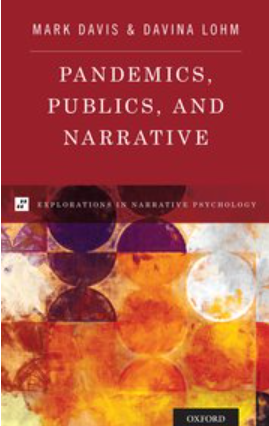 MARK DAVIS & DAVINA LOHM
PANDEMICS,
PUBLICS, AND
NARRATIVE
EXPLORATIONS IN NARRATIVE PSYCHOLOGY
OXFORD